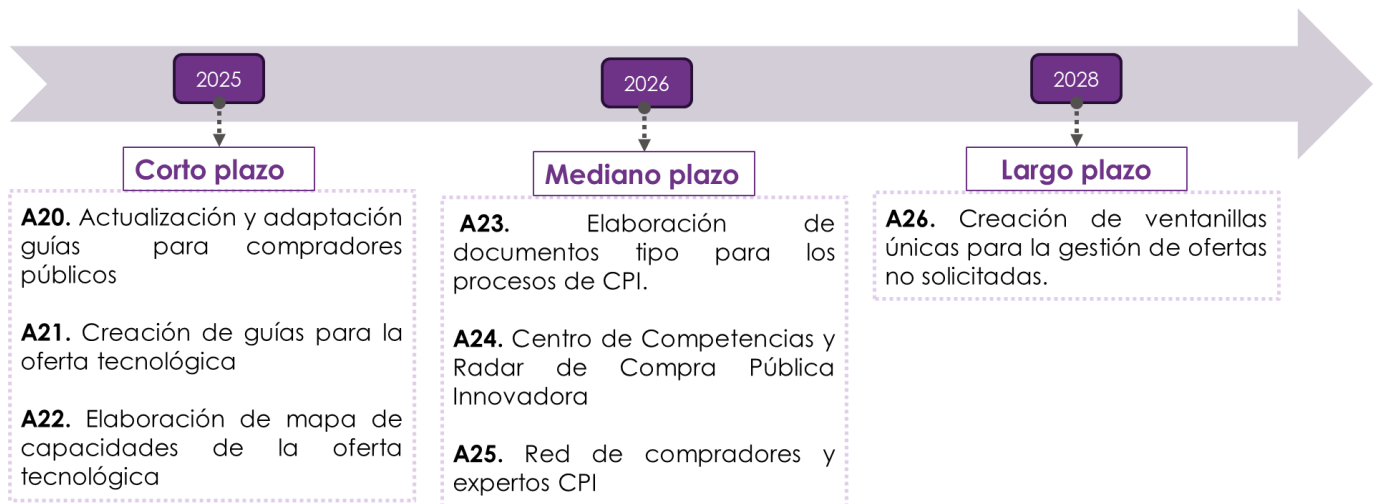 2025
Corto plazo
A20. Actualización y adaptación
guías para compradores
públicos
A21. Creación de guías para la
oferta tecnológica
A22. Elaboración de mapa de
capacidades de la oferta
tecnológica
2026
Mediano plazo
A23. Elaboración de
documentos tipo para los
procesos de CPI.
A24. Centro de Competencias y
Radar de Compra Pública
Innovadora
A25. Red de compradores y
expertos CPI
2028
Largo plazo
A26. Creación de ventanillas
únicas para la gestión de ofertas
no solicitadas.